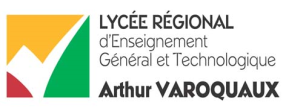 LYCÉE RÉGIONAL
d'Enseignement
Général et Technologique
Arthur VAROQUAUX